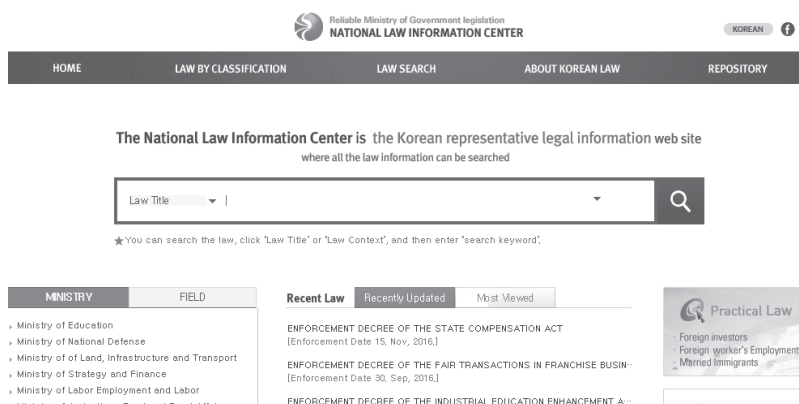 Reliable Ministry of Government legislation
NATIONAL LAW INFORMATION CENTER
KOREAN
f
HOME LAW BY CLASSIFICATION LAW SEARCH ABOUT KOREAN LAW REPOSITORY
The National Law Information Center is the Korean representative legal information web site
where all the law information can be searched
Law Title
★You can search the law, click 'Law Title' or 'Law Context', and then enter 'search keyword'.
MINISTRY FIELD
Ministry of Education
Ministry of National Defense
Ministry of of Land, Infrastructure and Transport
Ministry of Strategy and Finance
Ministry of Labor Employment and Labor
Recent Law Recently Updated Most Viewed
ENFORCEMENT DECREE OF THE STATE COMPENSATION ACT
[Enforcement Date 15, Nov, 2016,]
ENFORCEMENT DECREE OF THE FAIR TRANSACTIONS IN FRANCHISE BUSIN···
[Enforcement Date 30, Sep, 2016,]
ENFORCEMENT DECREE OF THE INDUSTRIAL EDUCATION ENHANCEMENT A···
Practical Law
· Foreign investors
· Foreign worker's Employment
· Married Immigrants